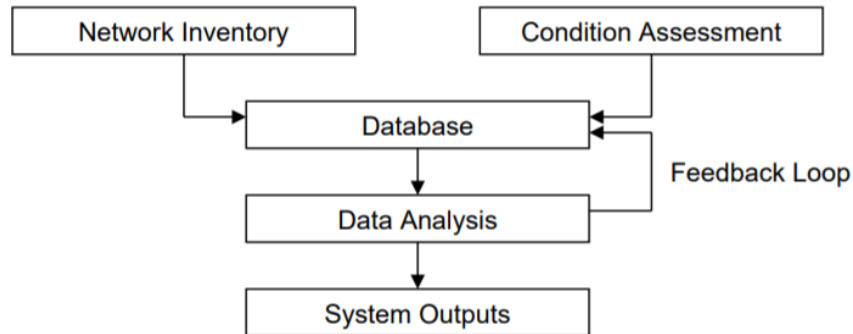 Network Inventory
Condition Assessment
Database
Feedback Loop
Data Analysis
System Outputs